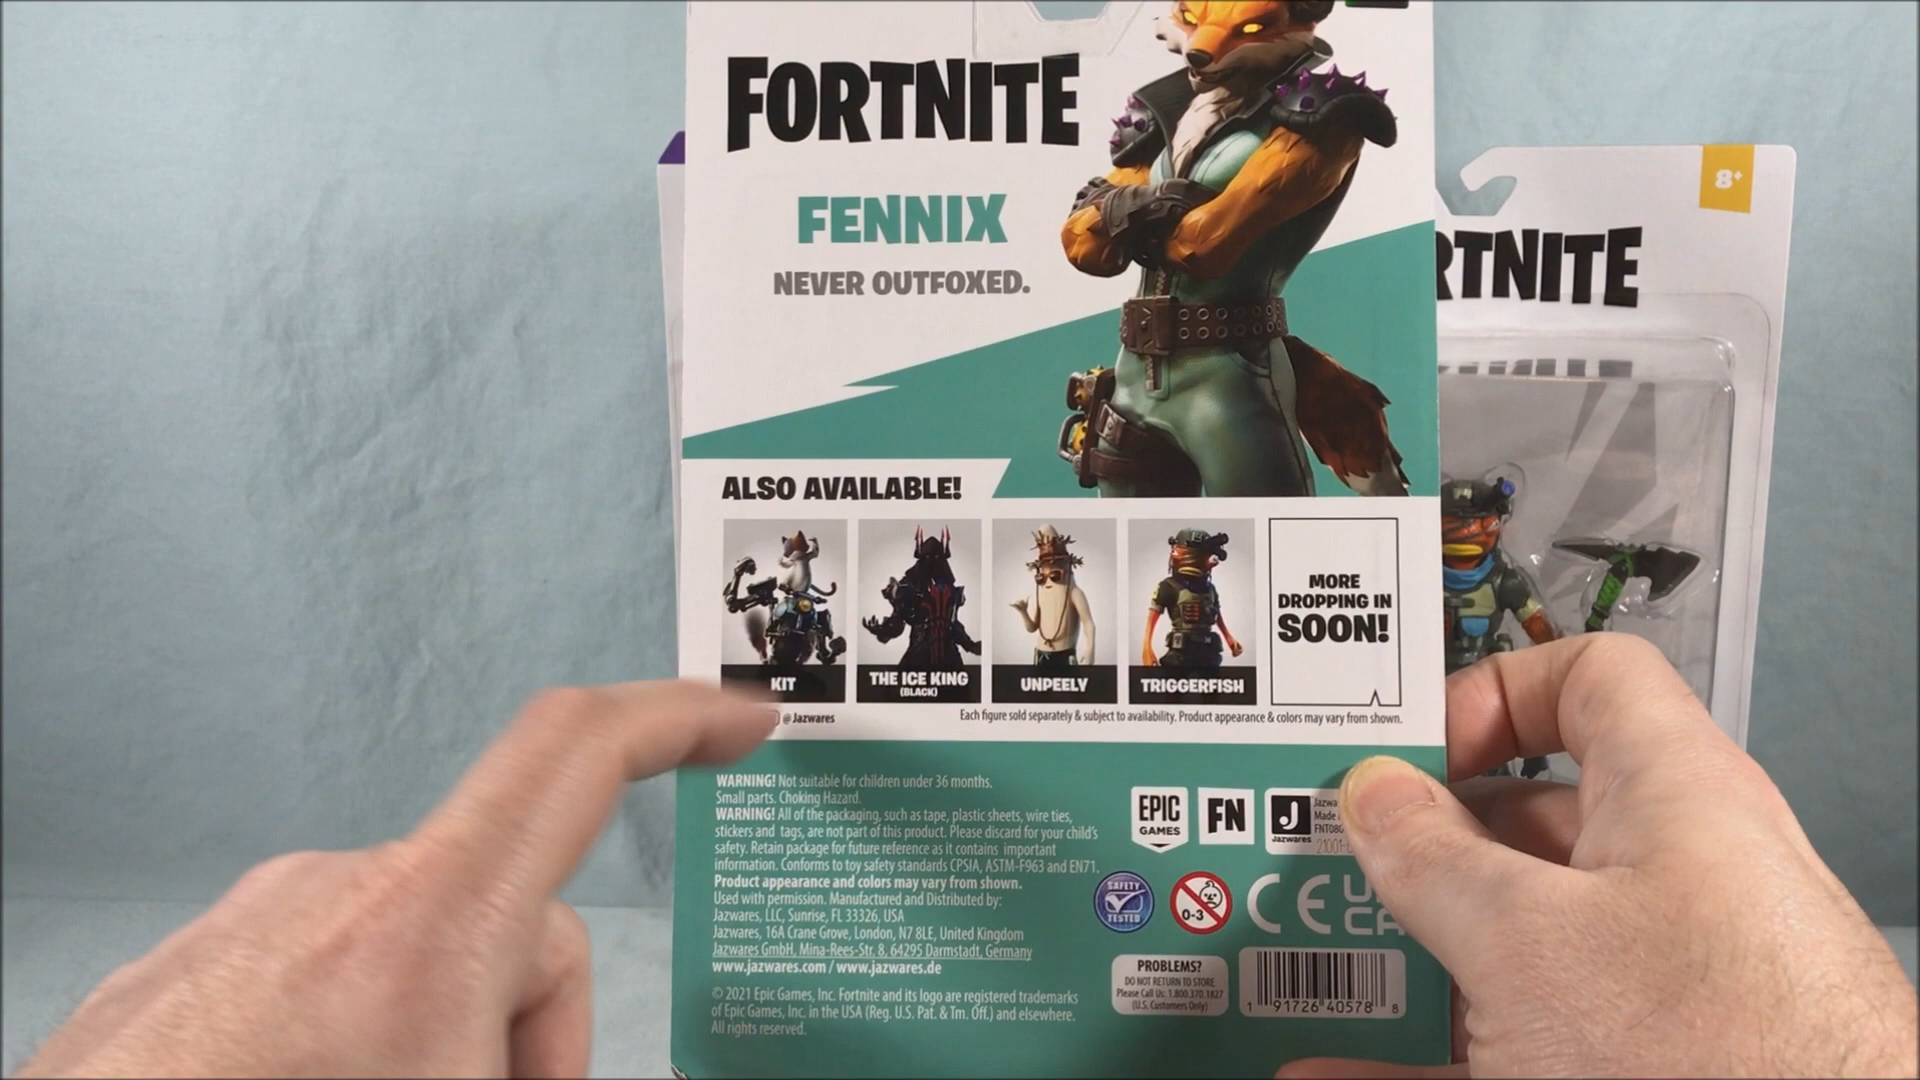 FORTNITE
FENNIX
NEVER OUTFOXED.
8+
RTNITE
ALSO AVAILABLE!
KIT
THE ICE KING
(BLACK)
UNPEELY
TRIGGERFISH
MORE
DROPPING IN
SOON!
@Jazwares
Each figure sold separately & subject to availability. Product appearance & colors may vary from shown.
WARNING! Not suitable for children under 36 months.
Small parts. Choking Hazard.
WARNING! All of the packaging, such as tape, plastic sheets, wire ties,
stickers and tags, are not part of this product. Please discard for your child's
safety. Retain package for future reference as it contains important
information. Conforms to toy safety standards CPSIA, ASTM-F963 and EN71.
Product appearance and colors may vary from shown.
Used with permission. Manufactured and Distributed by:
Jazwares, LLC, Sunrise, FL 33326, USA
Jazwares, 16A Crane Grove, London, N7 8LE, United Kingdom
Jazwares GmbH, Mina-Rees-Str. 8, 64295 Darmstadt, Germany
www.jazwares.com / www.jazwares.de
© 2021 Epic Games, Inc. Fortnite and its logo are registered trademarks
of Epic Games, Inc. in the USA (Reg. U.S. Pat. & Tm. Off.) and elsewhere.
All rights reserved.
EPIC
GAMES
FN
J
Jazwares
Jazwa
Made
FNT080
SAFETY
TESTED
0-3
CE
CA
PROBLEMS?
DO NOT RETURN TO STORE
Please Call Us: 1.800.370.1827
(U.S. Customers Only)
1 91726 40578 8